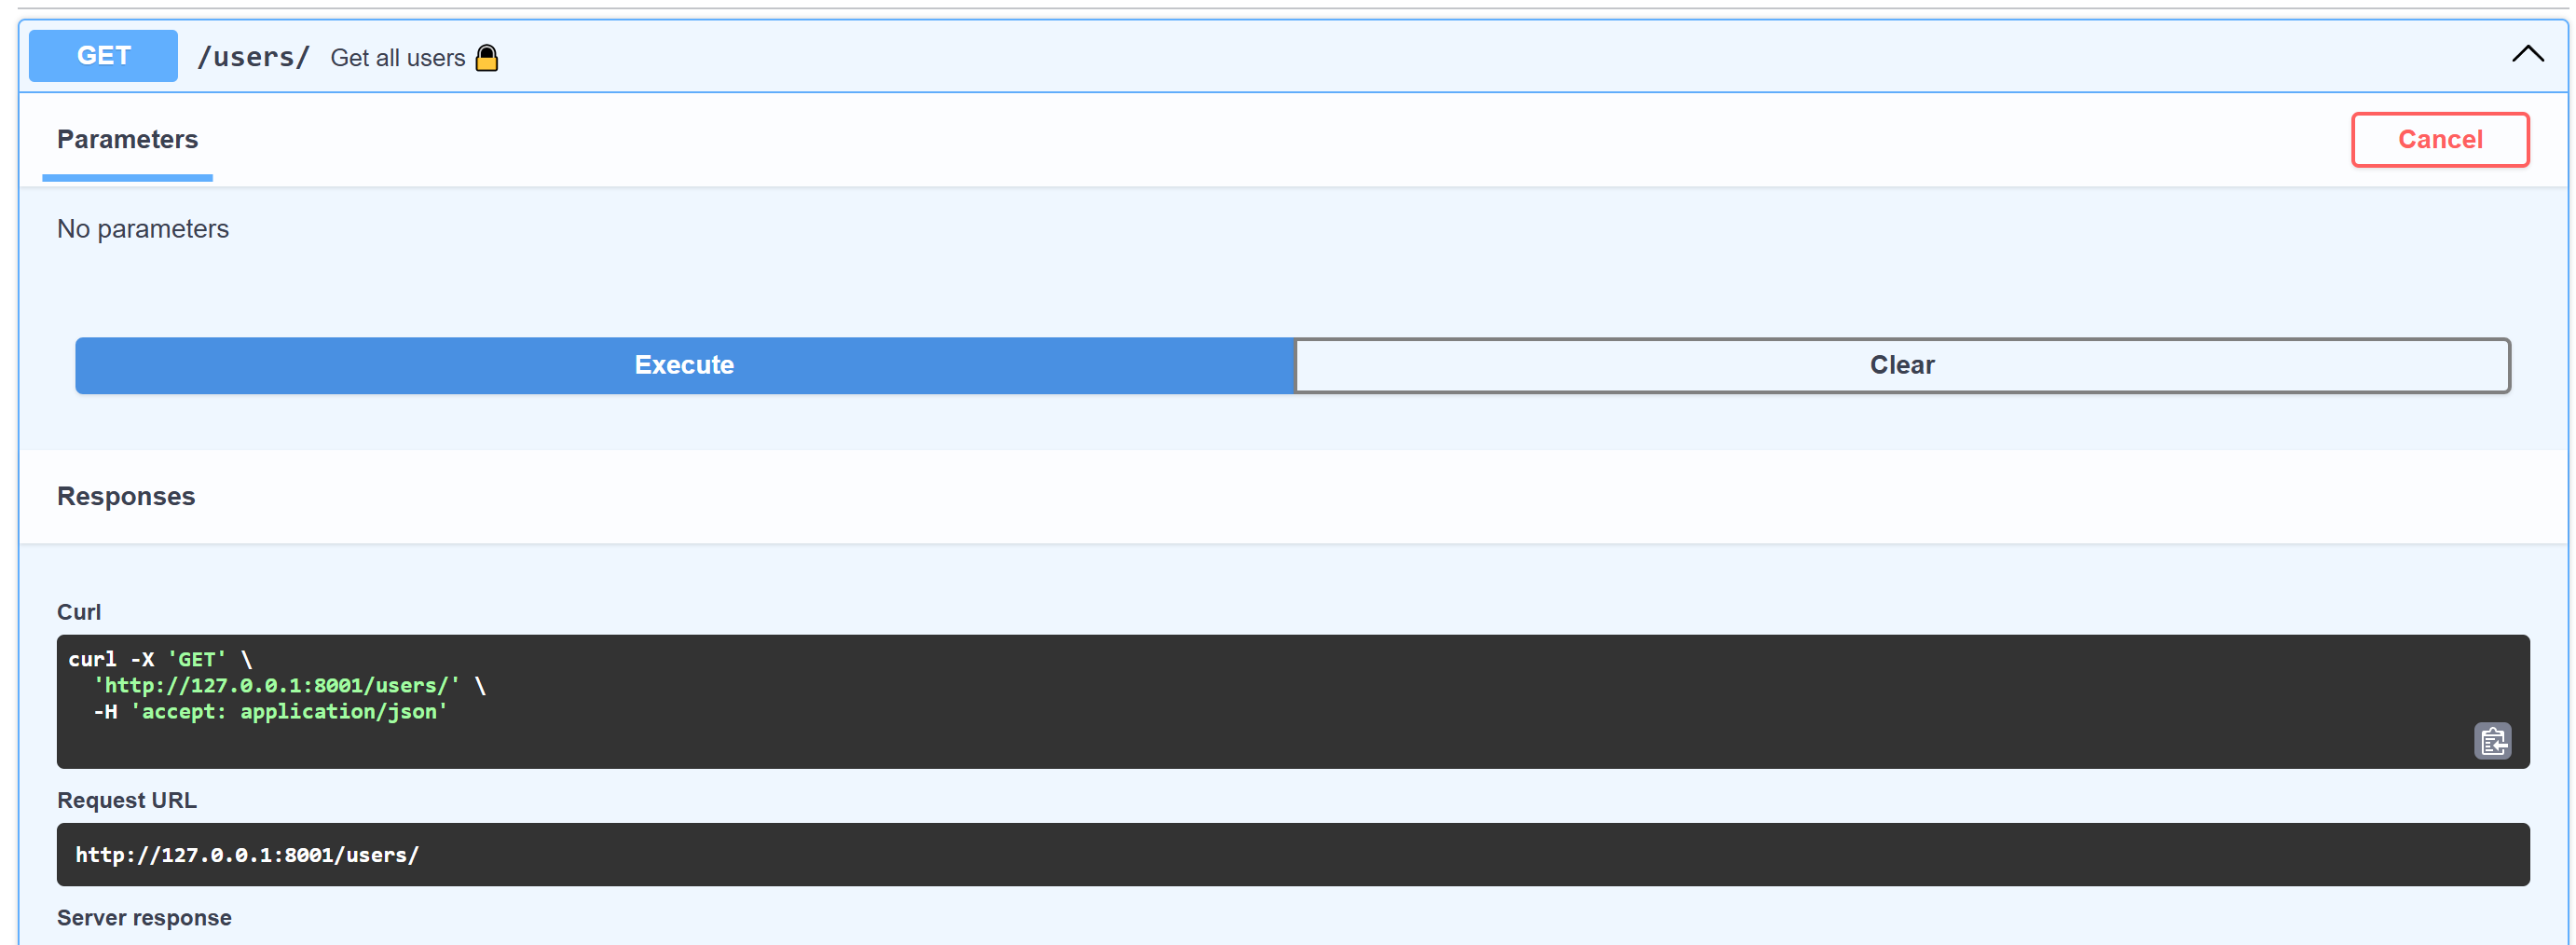 GET /users/ Get all users 🔒
Parameters
Cancel
No parameters
Execute
Clear
Responses
Curl
curl -X 'GET' \
  'http://127.0.0.1:8001/users/' \
  -H 'accept: application/json'
Request URL
http://127.0.0.1:8001/users/
Server response